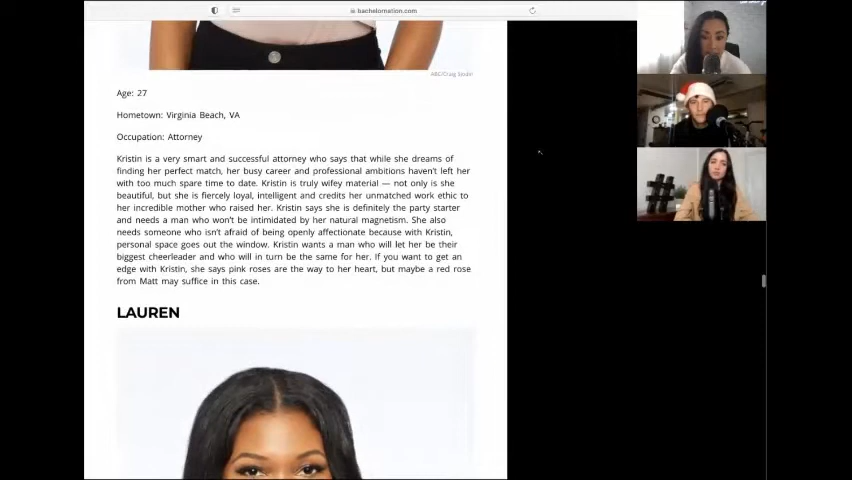 bachelornation.com
ABC/Craig Sjodin
Age: 27
Hometown: Virginia Beach, VA
Occupation: Attorney
Kristin is a very smart and successful attorney who says that while she dreams of
finding her perfect match, her busy career and professional ambitions haven't left her
with too much spare time to date. Kristin is truly wifey material — not only is she
beautiful, but she is fiercely loyal, intelligent and credits her unmatched work ethic to
her incredible mother who raised her. Kristin says she is definitely the party starter
and needs a man who won't be intimidated by her natural magnetism. She also
needs someone who isn't afraid of being openly affectionate because with Kristin,
personal space goes out the window. Kristin wants a man who will let her be their
biggest cheerleader and who will in turn be the same for her. If you want to get an
edge with Kristin, she says pink roses are the way to her heart, but maybe a red rose
from Matt may suffice in this case.
LAUREN